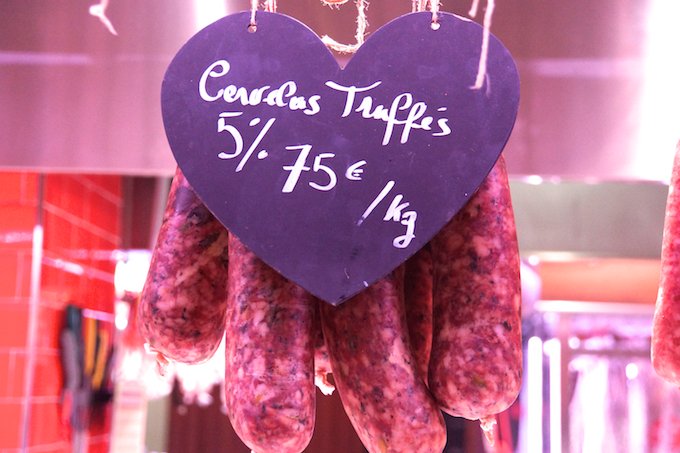 Cervelas Truffés
5% 75€
/kg